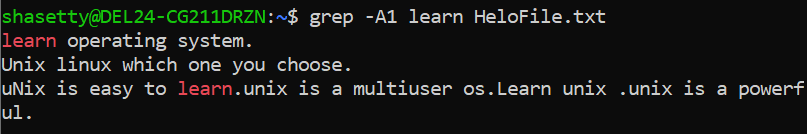 shasetty@DEL24-CG211DRZN:~$ grep -A1 learn HeloFile.txt
learn operating system.
Unix linux which one you choose.
uNix is easy to learn.unix is a multiuser os.Learn unix .unix is a powerf
ul.